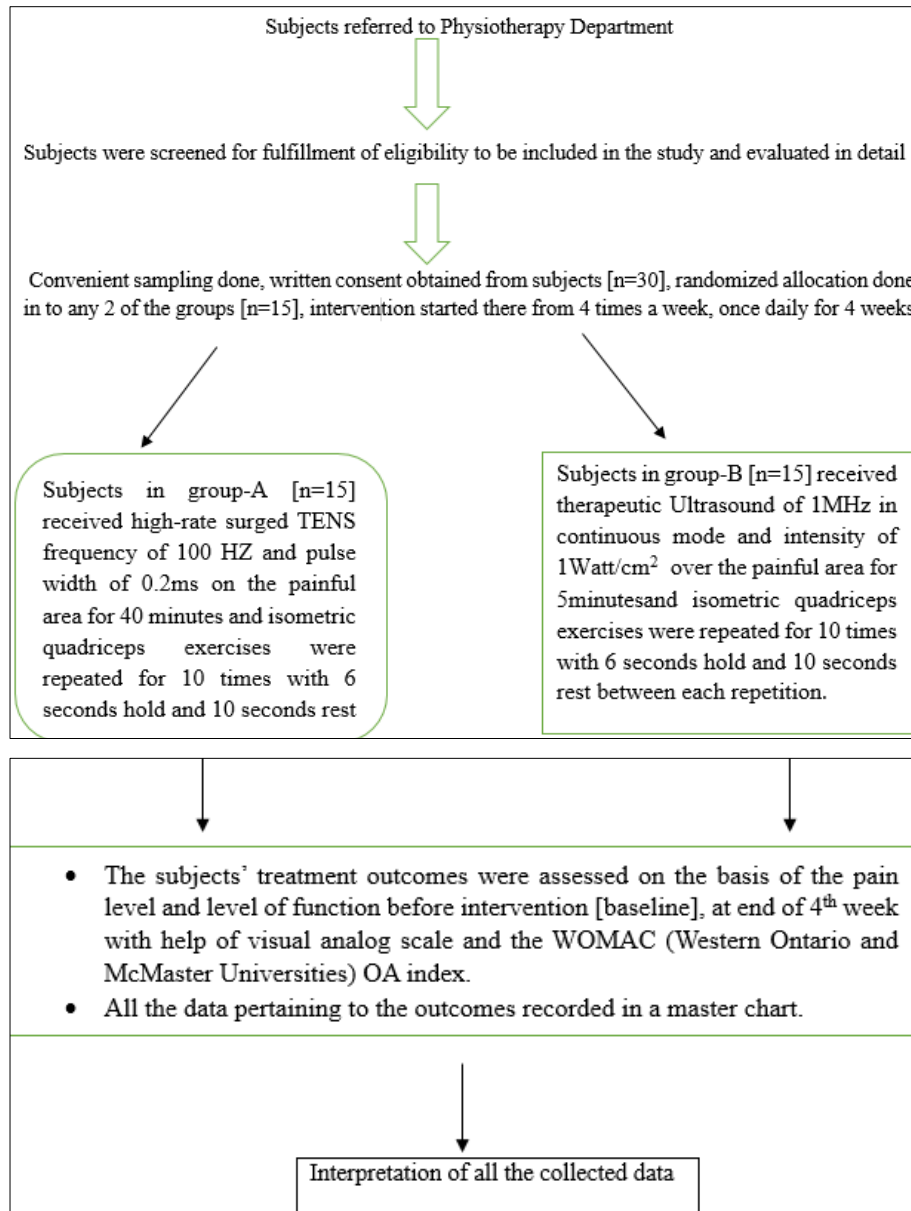 Subjects referred to Physiotherapy Department
Subjects were screened for fulfillment of eligibility to be included in the study and evaluated in detail
Convenient sampling done, written consent obtained from subjects [n=30], randomized allocation done
in to any 2 of the groups [n=15], intervention started there from 4 times a week, once daily for 4 weeks
Subjects in group-A [n=15]
received high-rate surged TENS
frequency of 100 HZ and pulse
width of 0.2ms on the painful
area for 40 minutes and isometric
quadriceps exercises were
repeated for 10 times with 6
seconds hold and 10 seconds rest
Subjects in group-B [n=15] received
therapeutic Ultrasound of 1MHz in
continuous mode and intensity of
1Watt/cm² over the painful area for
5minutesand isometric quadriceps
exercises were repeated for 10 times
with 6 seconds hold and 10 seconds
rest between each repetition.
• The subjects’ treatment outcomes were assessed on the basis of the pain
level and level of function before intervention [baseline], at end of 4th week
with help of visual analog scale and the WOMAC (Western Ontario and
McMaster Universities) OA index.
• All the data pertaining to the outcomes recorded in a master chart.
Interpretation of all the collected data